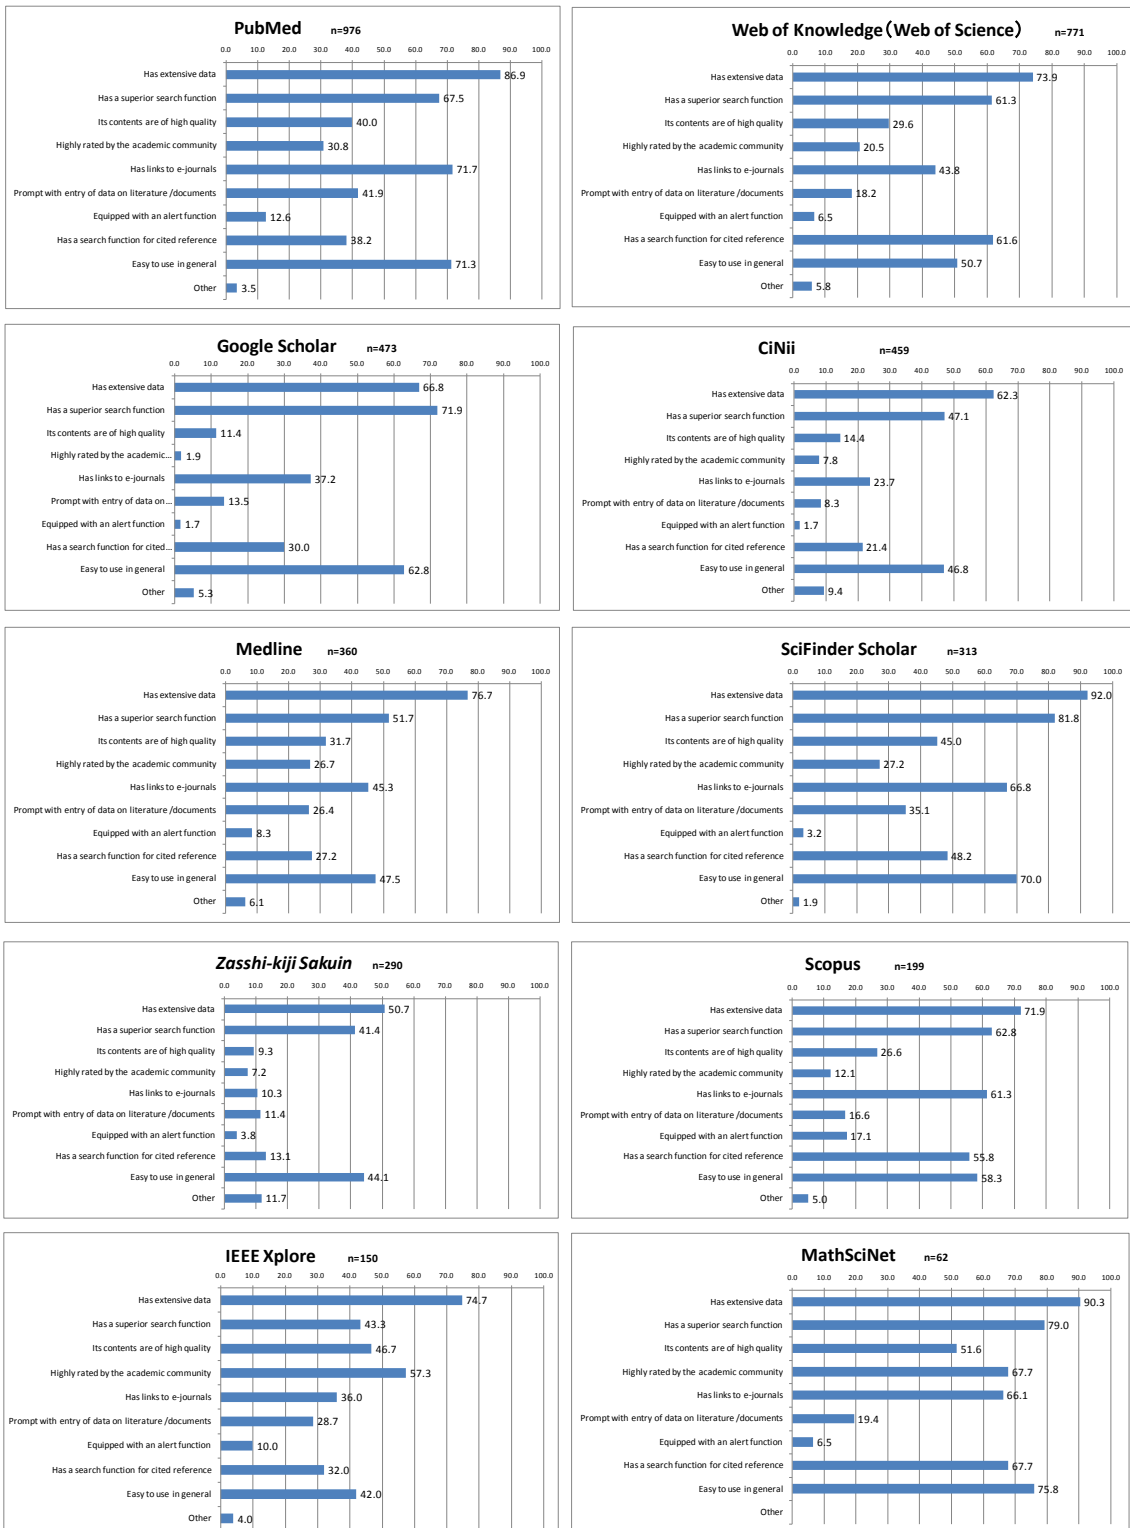 PubMed n=976
0.0 10.0 20.0 30.0 40.0 50.0 60.0 70.0 80.0 90.0 100.0
Has extensive data 86.9
Has a superior search function 67.5
Its contents are of high quality 40.0
Highly rated by the academic community 30.8
Has links to e-journals 71.7
Prompt with entry of data on literature /documents 41.9
Equipped with an alert function 12.6
Has a search function for cited reference 38.2
Easy to use in general 71.3
Other 3.5
Web of Knowledge（Web of Science） n=771
0.0 10.0 20.0 30.0 40.0 50.0 60.0 70.0 80.0 90.0 100.0
Has extensive data 73.9
Has a superior search function 61.3
Its contents are of high quality 29.6
Highly rated by the academic community 20.5
Has links to e-journals 43.8
Prompt with entry of data on literature /documents 18.2
Equipped with an alert function 6.5
Has a search function for cited reference 61.6
Easy to use in general 50.7
Other 5.8
Google Scholar n=473
0.0 10.0 20.0 30.0 40.0 50.0 60.0 70.0 80.0 90.0 100.0
Has extensive data 66.8
Has a superior search function 71.9
Its contents are of high quality 11.4
Highly rated by the academic... 1.9
Has links to e-journals 37.2
Prompt with entry of data on... 13.5
Equipped with an alert function 1.7
Has a search function for cited... 30.0
Easy to use in general 62.8
Other 5.3
CiNii n=459
0.0 10.0 20.0 30.0 40.0 50.0 60.0 70.0 80.0 90.0 100.0
Has extensive data 62.3
Has a superior search function 47.1
Its contents are of high quality 14.4
Highly rated by the academic community 7.8
Has links to e-journals 23.7
Prompt with entry of data on literature /documents 8.3
Equipped with an alert function 1.7
Has a search function for cited reference 21.4
Easy to use in general 46.8
Other 9.4
Medline n=360
0.0 10.0 20.0 30.0 40.0 50.0 60.0 70.0 80.0 90.0 100.0
Has extensive data 76.7
Has a superior search function 51.7
Its contents are of high quality 31.7
Highly rated by the academic community 26.7
Has links to e-journals 45.3
Prompt with entry of data on literature /documents 26.4
Equipped with an alert function 8.3
Has a search function for cited reference 27.2
Easy to use in general 47.5
Other 6.1
SciFinder Scholar n=313
0.0 10.0 20.0 30.0 40.0 50.0 60.0 70.0 80.0 90.0 100.0
Has extensive data 92.0
Has a superior search function 81.8
Its contents are of high quality 45.0
Highly rated by the academic community 27.2
Has links to e-journals 66.8
Prompt with entry of data on literature /documents 35.1
Equipped with an alert function 3.2
Has a search function for cited reference 48.2
Easy to use in general 70.0
Other 1.9
Zasshi-kiji Sakuin n=290
0.0 10.0 20.0 30.0 40.0 50.0 60.0 70.0 80.0 90.0 100.0
Has extensive data 50.7
Has a superior search function 41.4
Its contents are of high quality 9.3
Highly rated by the academic community 7.2
Has links to e-journals 10.3
Prompt with entry of data on literature /documents 11.4
Equipped with an alert function 3.8
Has a search function for cited reference 13.1
Easy to use in general 44.1
Other 11.7
Scopus n=199
0.0 10.0 20.0 30.0 40.0 50.0 60.0 70.0 80.0 90.0 100.0
Has extensive data 71.9
Has a superior search function 62.8
Its contents are of high quality 26.6
Highly rated by the academic community 12.1
Has links to e-journals 61.3
Prompt with entry of data on literature /documents 16.6
Equipped with an alert function 17.1
Has a search function for cited reference 55.8
Easy to use in general 58.3
Other 5.0
IEEE Xplore n=150
0.0 10.0 20.0 30.0 40.0 50.0 60.0 70.0 80.0 90.0 100.0
Has extensive data 74.7
Has a superior search function 43.3
Its contents are of high quality 46.7
Highly rated by the academic community 57.3
Has links to e-journals 36.0
Prompt with entry of data on literature /documents 28.7
Equipped with an alert function 10.0
Has a search function for cited reference 32.0
Easy to use in general 42.0
Other 4.0
MathSciNet n=62
0.0 10.0 20.0 30.0 40.0 50.0 60.0 70.0 80.0 90.0 100.0
Has extensive data 90.3
Has a superior search function 79.0
Its contents are of high quality 51.6
Highly rated by the academic community 67.7
Has links to e-journals 66.1
Prompt with entry of data on literature /documents 19.4
Equipped with an alert function 6.5
Has a search function for cited reference 67.7
Easy to use in general 75.8
Other